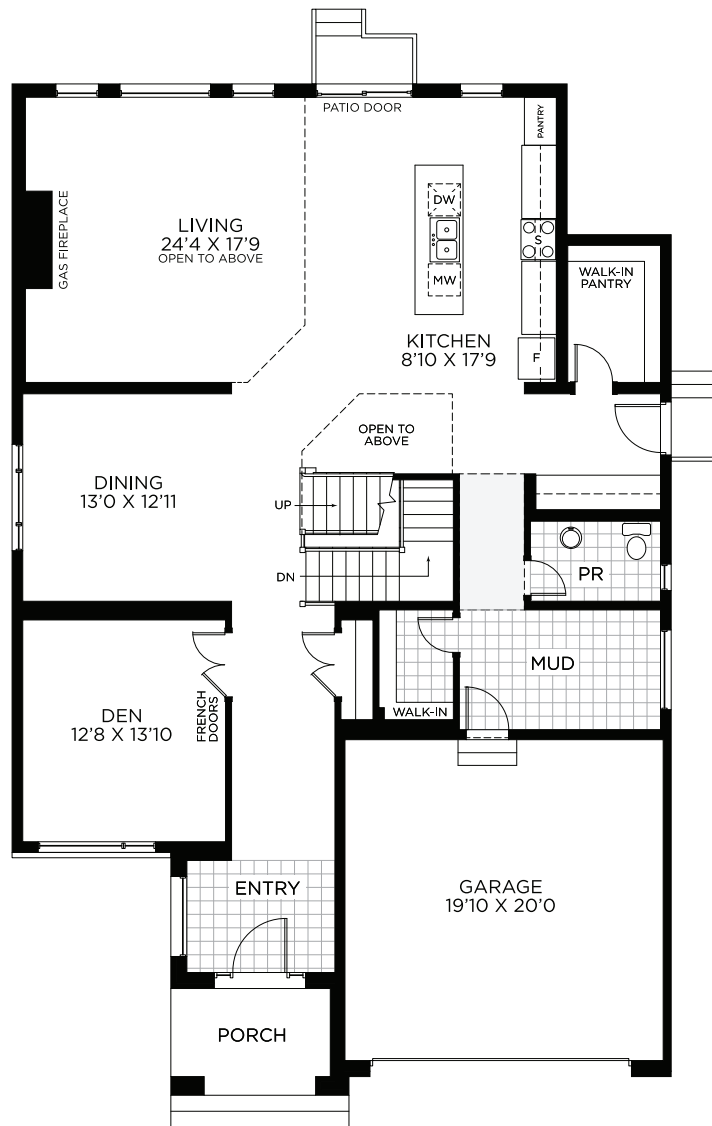 PATIO DOOR
PANTRY
GAS FIREPLACE
LIVING
24'4 X 17'9
OPEN TO ABOVE
DW
S
MW
WALK-IN
PANTRY
KITCHEN
8'10 X 17'9
F
OPEN TO
ABOVE
DINING
13'0 X 12'11
UP
DN
PR
MUD
DEN
12'8 X 13'10
FRENCH
DOORS
WALK-IN
ENTRY
GARAGE
19'10 X 20'0
PORCH